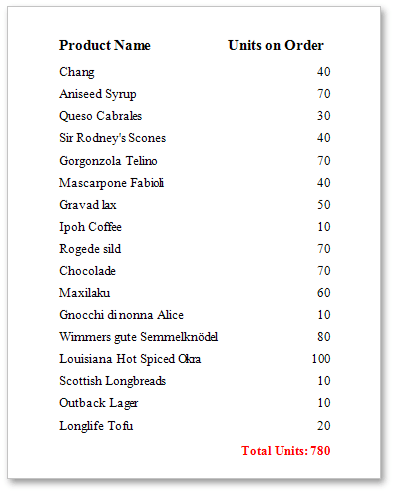 Product Name Units on Order
Chang 40
Aniseed Syrup 70
Queso Cabrales 30
Sir Rodney's Scones 40
Gorgonzola Telino 70
Mascarpone Fabioli 40
Gravad lax 50
Ipoh Coffee 10
Rogede sild 70
Chocolade 70
Maxilaku 60
Gnocchi di nonna Alice 10
Wimmers gute Semmelknödel 80
Louisiana Hot Spiced Okra 100
Scottish Longbreads 10
Outback Lager 10
Longlife Tofu 20
Total Units: 780